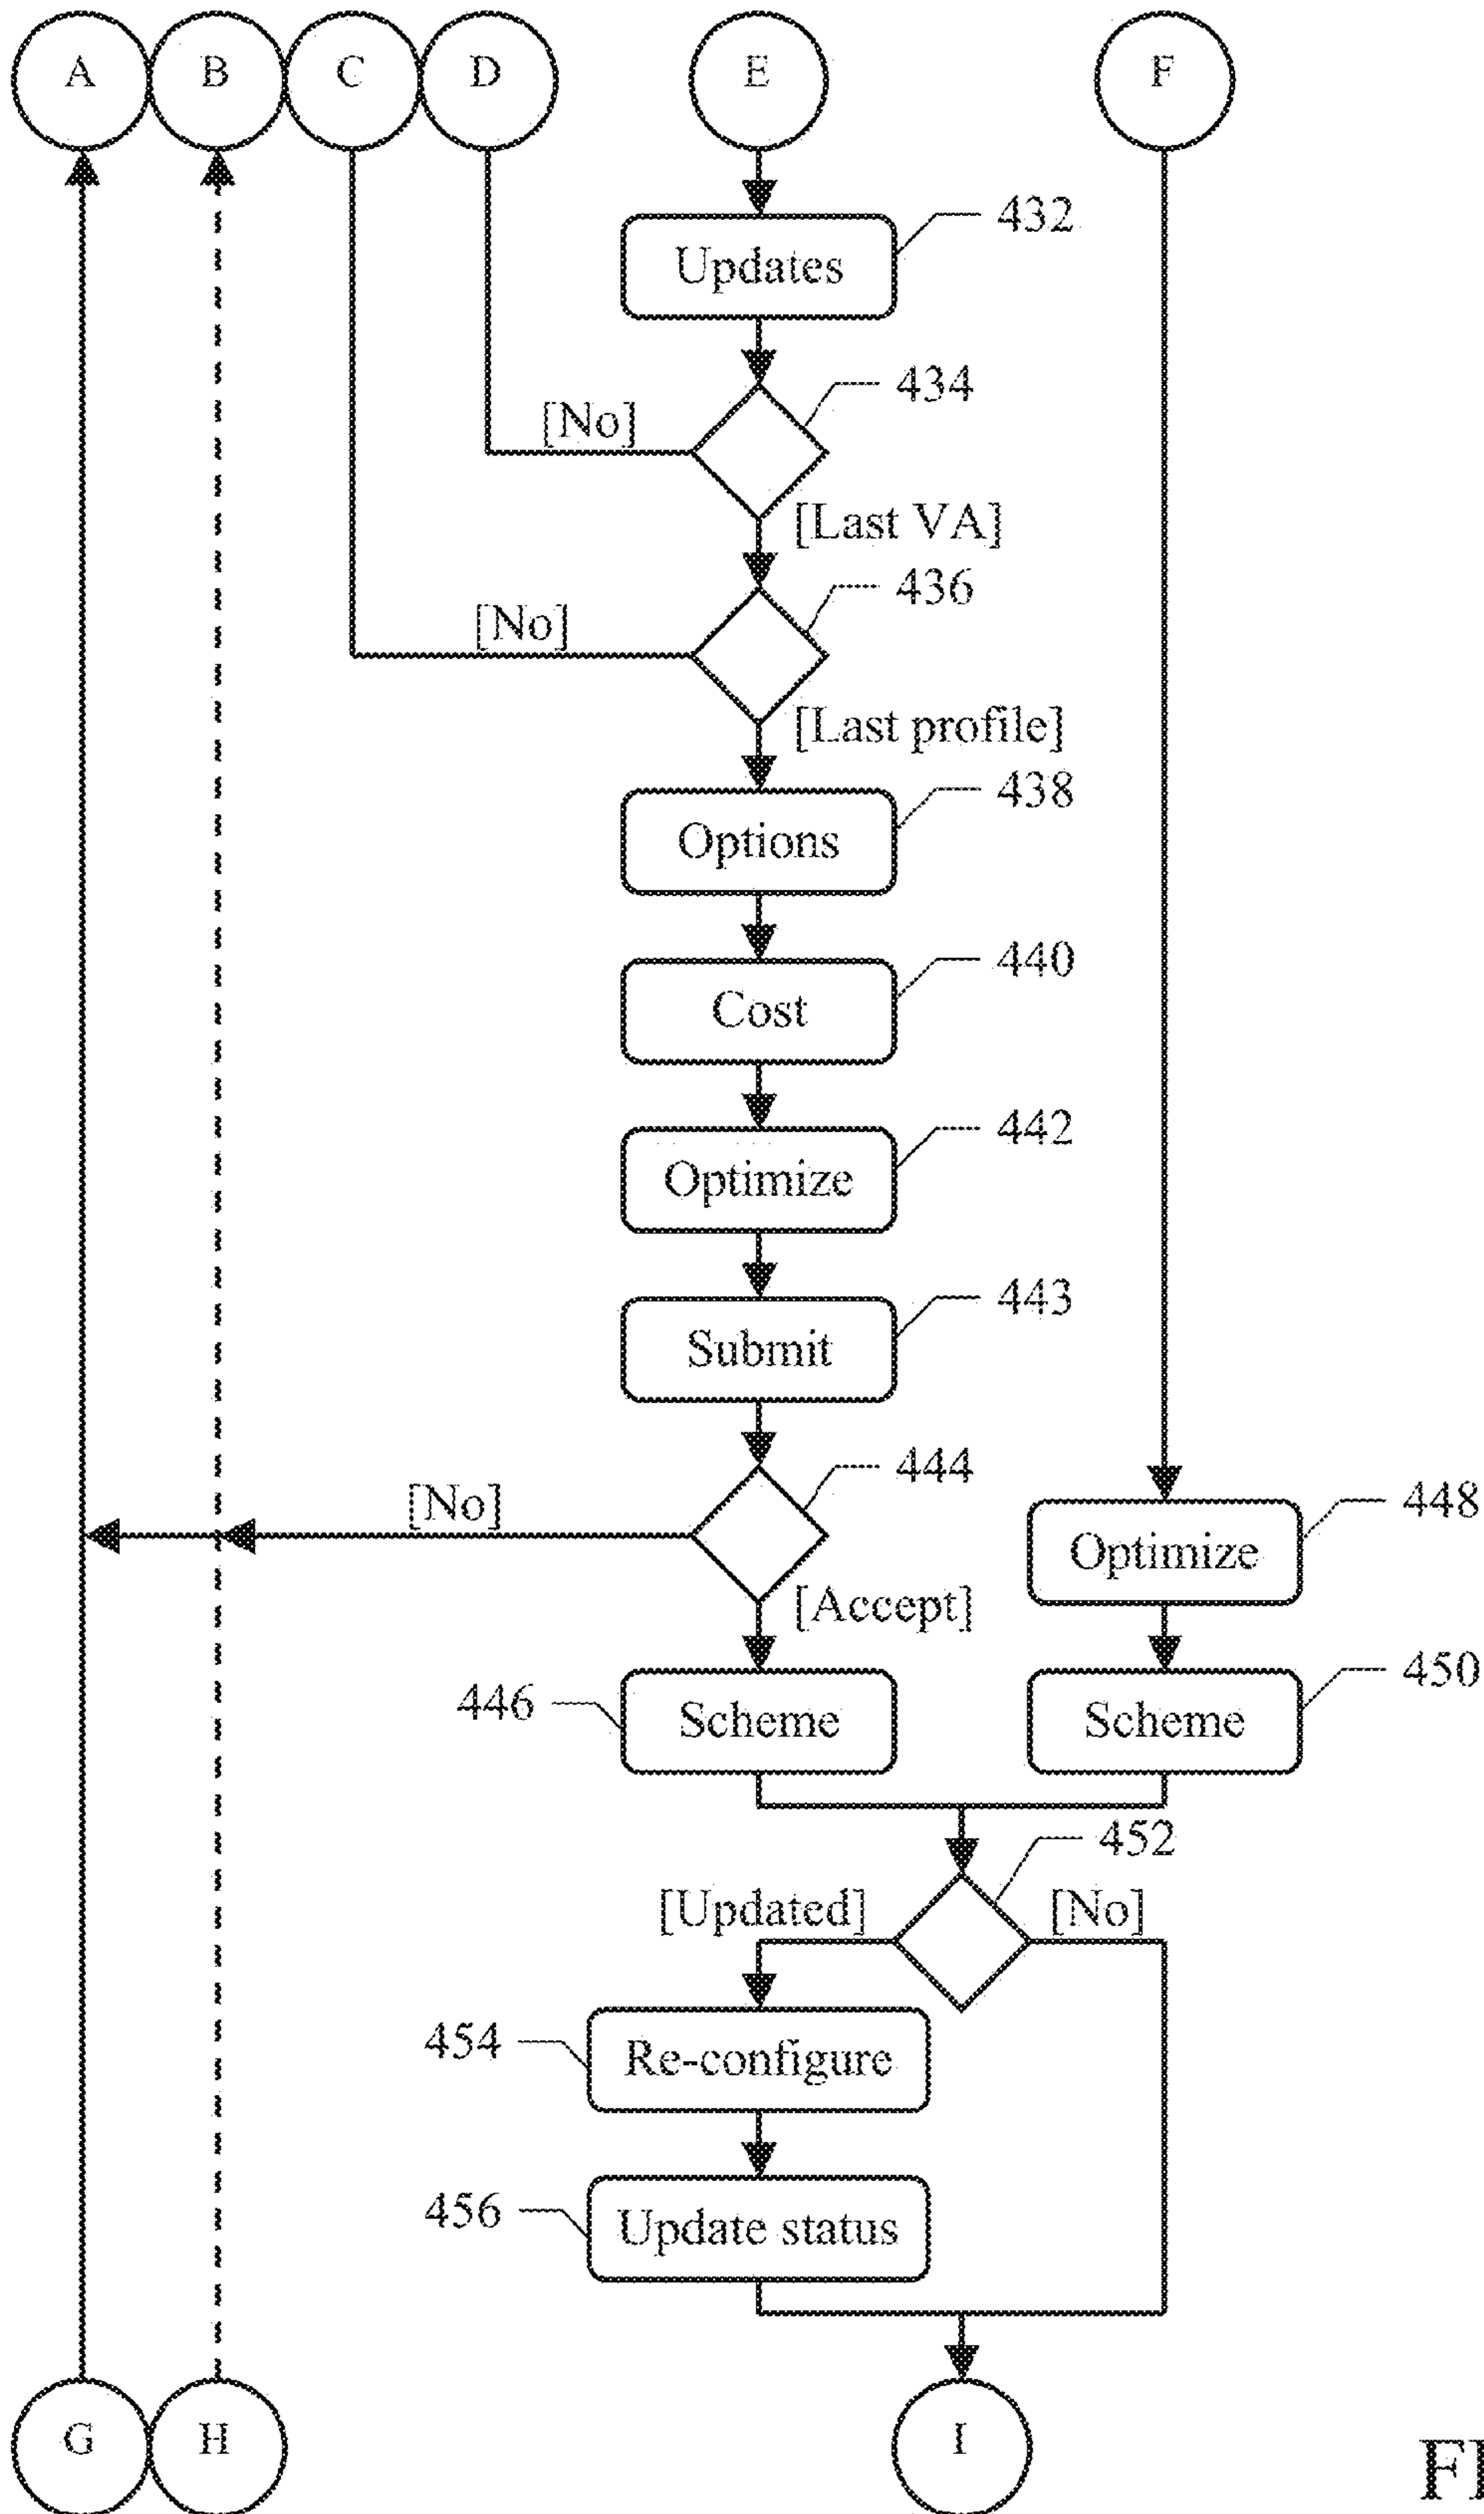 A B C D E F
432
Updates
434
[No]
[Last VA]
436
[No]
[Last profile]
438
Options
440
Cost
442
Optimize
443
Submit
444
[No]
448
Optimize
[Accept]
446
Scheme
450
Scheme
452
[Updated] [No]
454
Re-configure
456
Update status
G H I